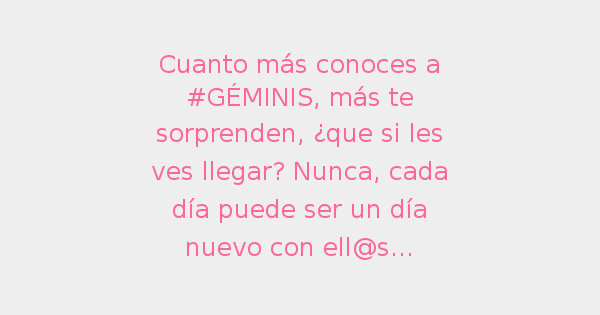 Cuanto más conoces a
#GÉMINIS, más te
sorprenden, ¿que si les
ves llegar? Nunca, cada
día puede ser un día
nuevo con ell@s...